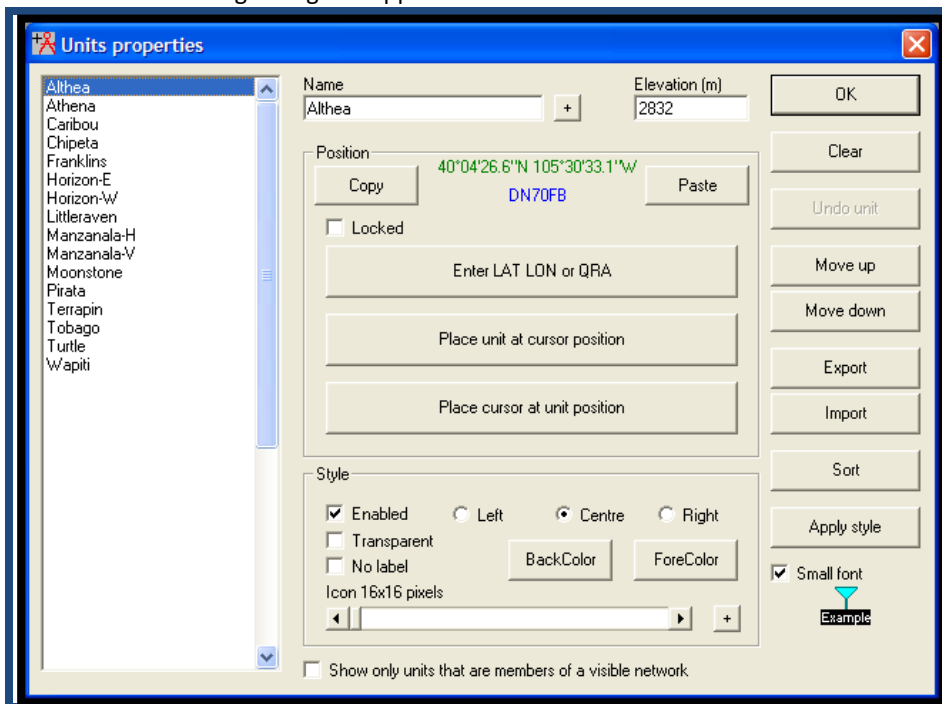 Units properties
Althea
Athena
Caribou
Chipeta
Franklins
Horizon-E
Horizon-W
Littleraven
Manzanala-H
Manzanala-V
Moonstone
Pirata
Terrapin
Tobago
Turtle
Wapiti
Name
Elevation (m)
Althea
+
2832
Position
40°04'26.6"N 105°30'33.1"W
DN70FB
Copy
Paste
Locked
Enter LAT LON or QRA
Place unit at cursor position
Place cursor at unit position
Style
Enabled
Left
Centre
Right
Transparent
No label
BackColor
ForeColor
Icon 16x16 pixels
+
Show only units that are members of a visible network
OK
Clear
Undo unit
Move up
Move down
Export
Import
Sort
Apply style
Small font
Example